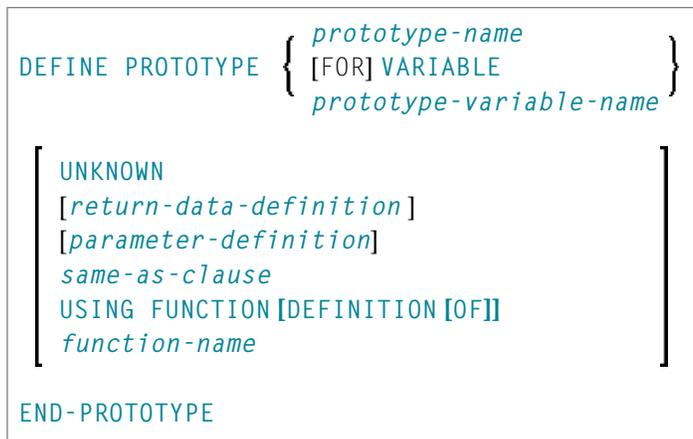 prototype-name
DEFINE PROTOTYPE { [FOR] VARIABLE }
prototype-variable-name
UNKNOWN
[return-data-definition]
[parameter-definition]
same-as-clause
USING FUNCTION [DEFINITION [OF]]
function-name
END-PROTOTYPE